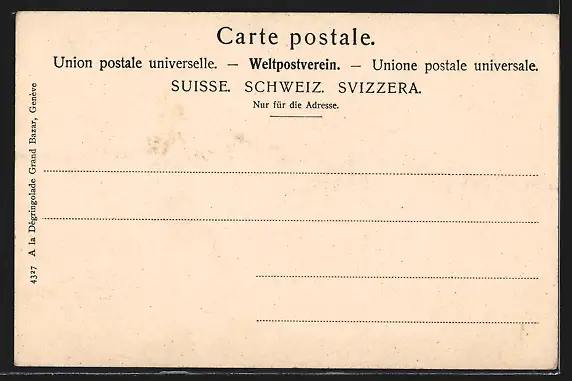 Carte postale.
Union postale universelle. — Weltpostverein. — Unione postale universale.
SUISSE. SCHWEIZ. SVIZZERA.
Nur für die Adresse.
4327 A la Dégringolade Grand Bazar, Genève